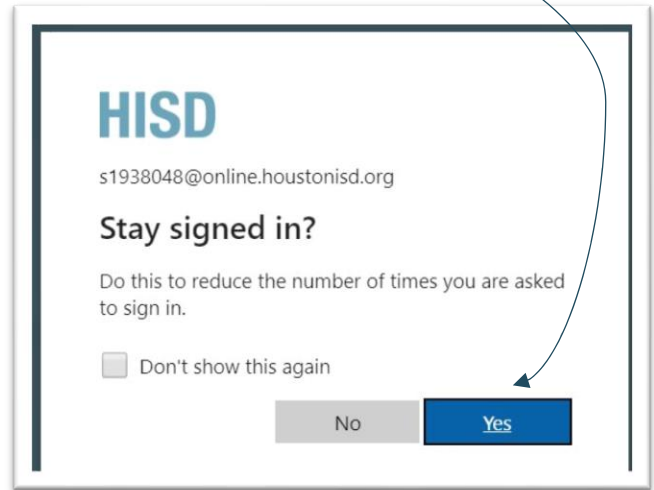 HISD
s1938048@online.houstonisd.org
Stay signed in?
Do this to reduce the number of times you are asked
to sign in.
Don't show this again
No Yes